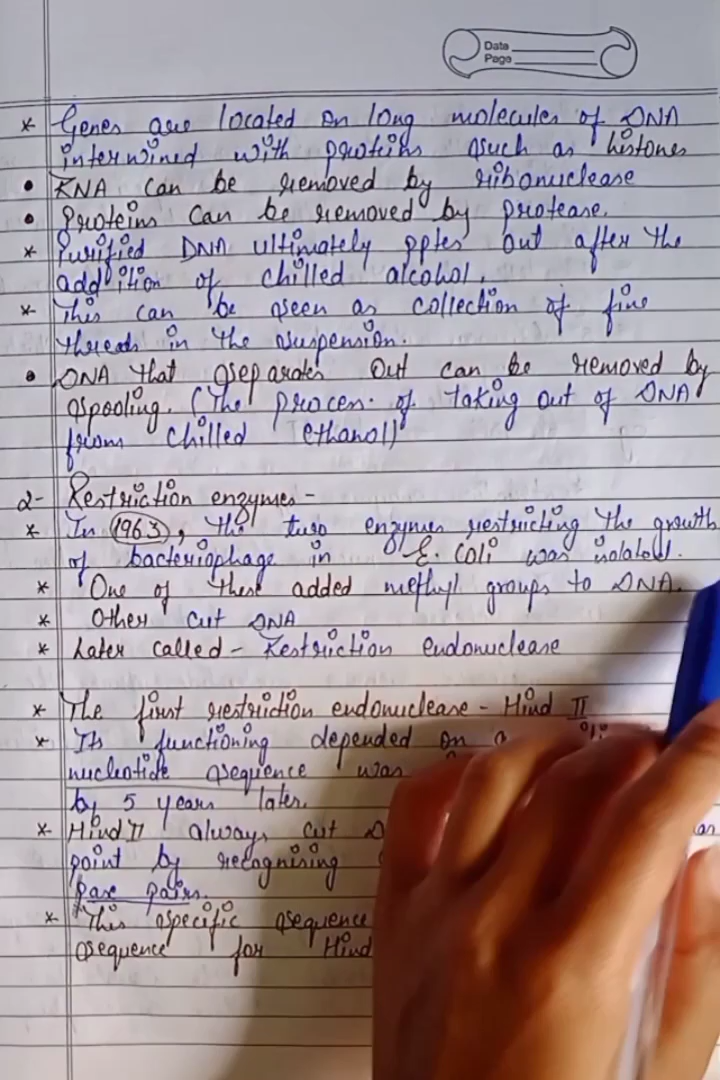 Date
Page
* Genes are located on long molecules of DNA
interwined with proteins such as histones
• RNA can be removed by ribonuclease
• Proteins can be removed by protease.
* Purified DNA ultimately pptes out after the
addition of chilled alcohol.
* This can be seen as collection of fine
threads in the suspension.
• DNA that seperates out can be removed by
spooling. (The process of taking out of DNA
from chilled ethanol)
2- Restriction enzymes -
* In 1963, the two enzymes restricting the growth
of bacteriophage in E. Coli was isolated.
* One of these added methyl groups to DNA.
* Other cut DNA
* Later called - Restriction endonuclease
* The first restriction endonuclease - Hind II
* Its functioning depended on a
nucleotide sequence was
by 5 years later.
* Hind II always cut D
point by recognising
base pairs.
* This specific sequence
sequence for Hind